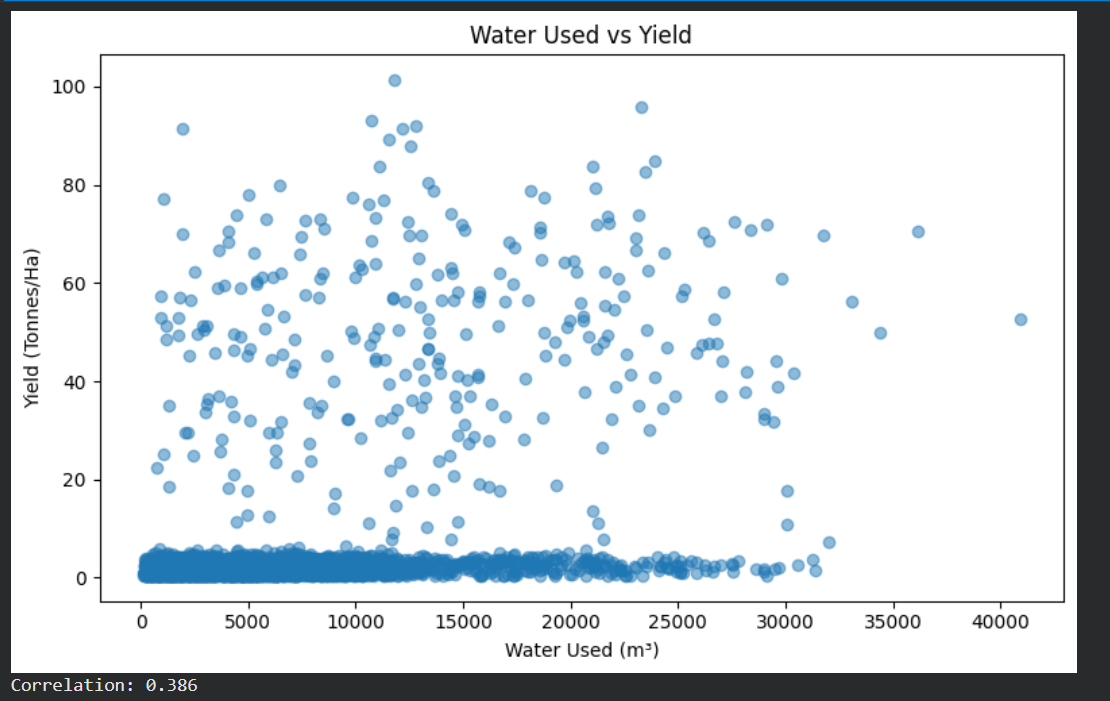 Water Used vs Yield
100
80
60
40
20
0
Yield (Tonnes/Ha)
0 5000 10000 15000 20000 25000 30000 35000 40000
Water Used (m³)
Correlation: 0.386